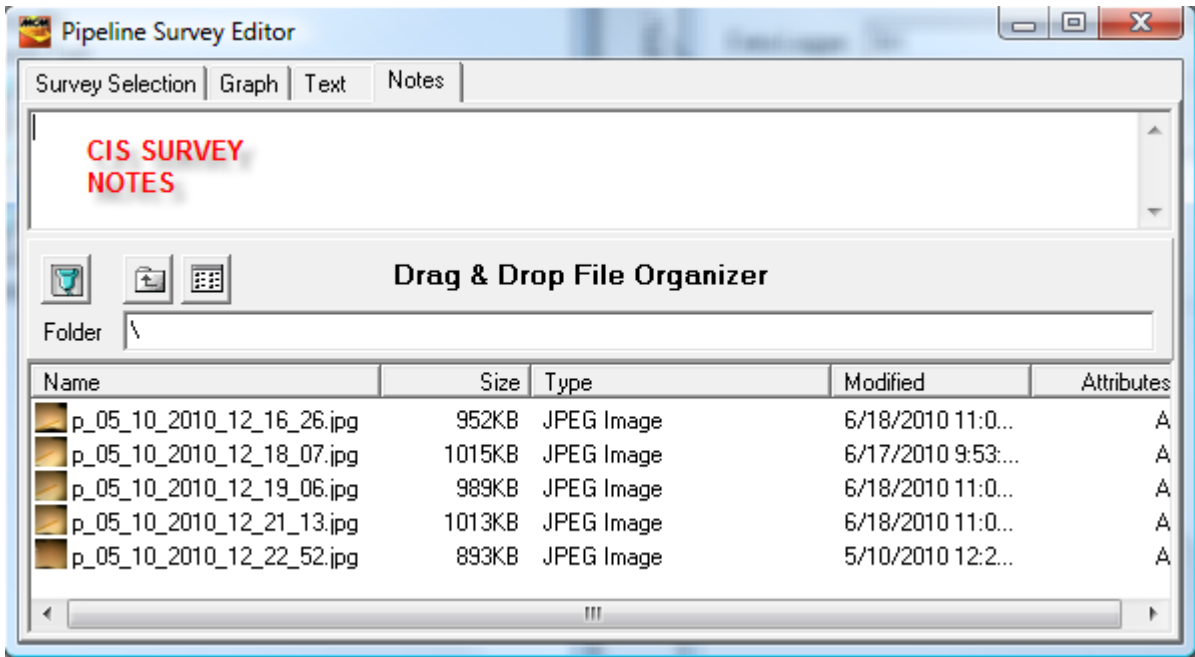 MCM
Pipeline Survey Editor
Survey Selection Graph Text Notes
CIS SURVEY
NOTES
Drag & Drop File Organizer
Folder \
Name Size Type Modified Attributes
p_05_10_2010_12_16_26.jpg 952KB JPEG Image 6/18/2010 11:0... A
p_05_10_2010_12_18_07.jpg 1015KB JPEG Image 6/17/2010 9:53:... A
p_05_10_2010_12_19_06.jpg 989KB JPEG Image 6/18/2010 11:0... A
p_05_10_2010_12_21_13.jpg 1013KB JPEG Image 6/18/2010 11:0... A
p_05_10_2010_12_22_52.jpg 893KB JPEG Image 5/10/2010 12:2... A